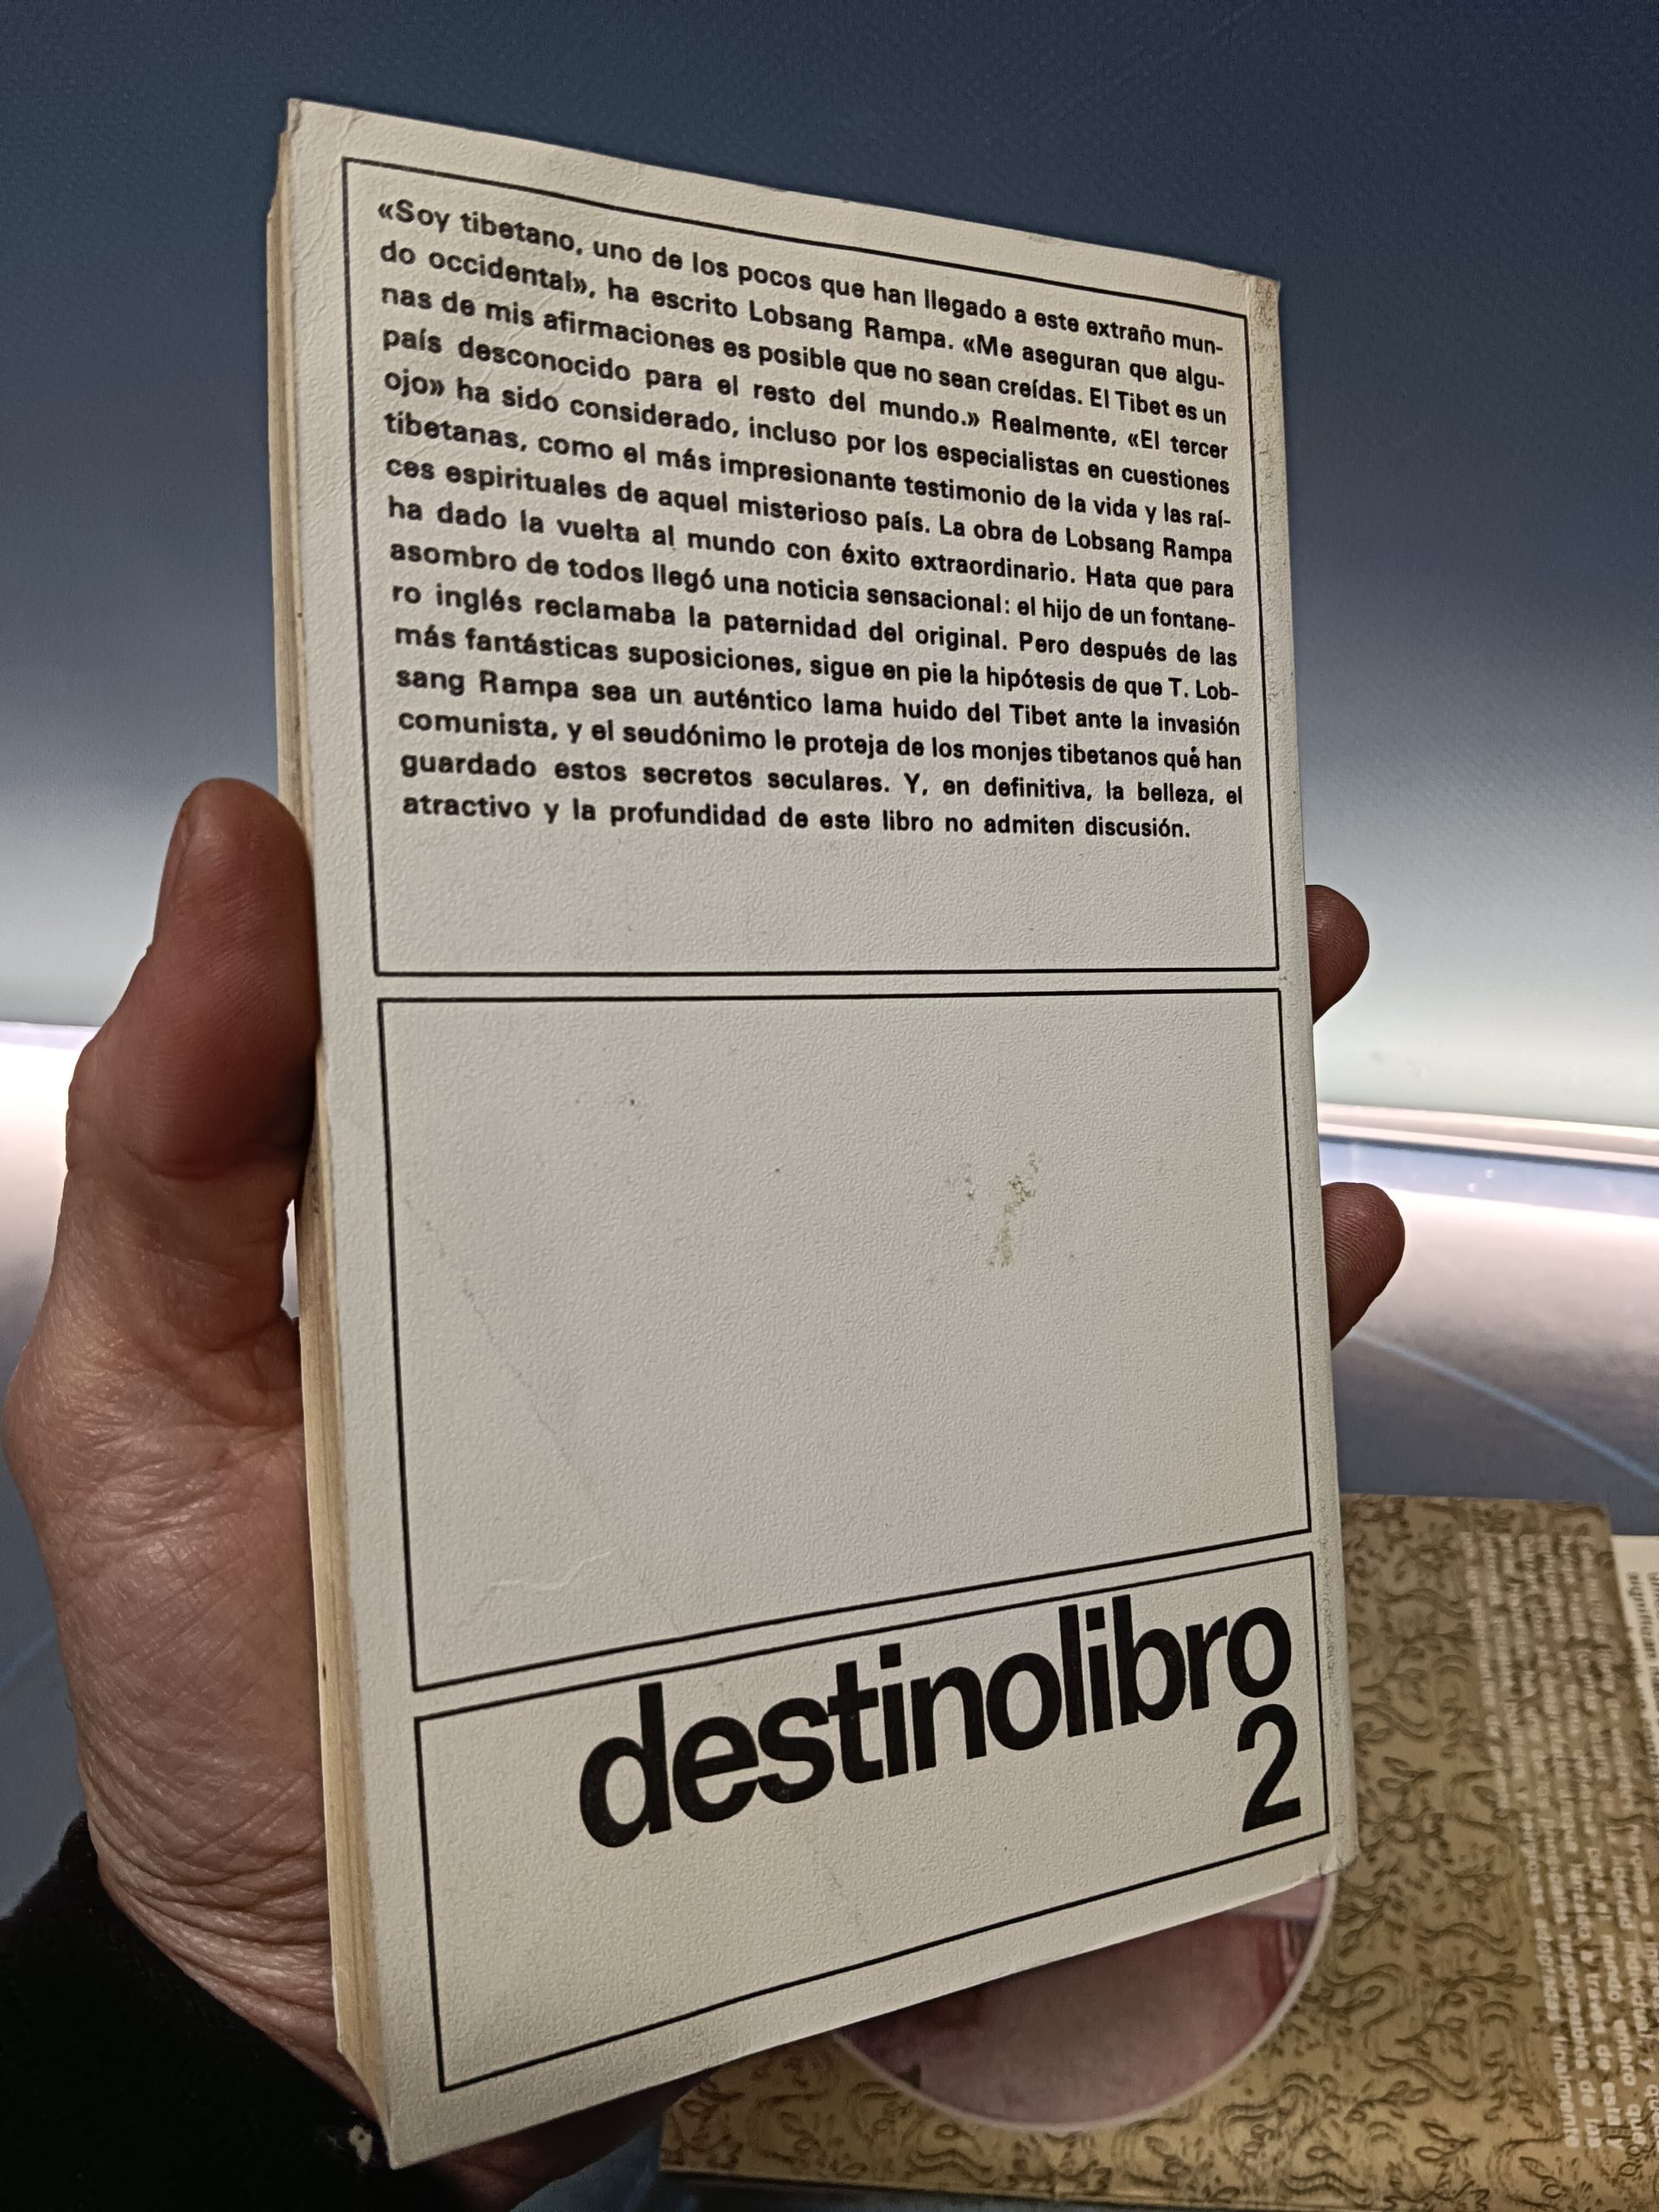 «Soy tibetano, uno de los pocos que han llegado a este extraño mun-
do occidental», ha escrito Lobsang Rampa. «Me aseguran que algu-
nas de mis afirmaciones es posible que no sean creídas. El Tibet es un
país desconocido para el resto del mundo.» Realmente, «El tercer
ojo» ha sido considerado, incluso por los especialistas en cuestiones
tibetanas, como el más impresionante testimonio de la vida y las raí-
ces espirituales de aquel misterioso país. La obra de Lobsang Rampa
ha dado la vuelta al mundo con éxito extraordinario. Hata que para
asombro de todos llegó una noticia sensacional: el hijo de un fontane-
ro inglés reclamaba la paternidad del original. Pero después de las
más fantásticas suposiciones, sigue en pie la hipótesis de que T. Lob-
sang Rampa sea un auténtico lama huido del Tibet ante la invasión
comunista, y el seudónimo le proteja de los monjes tibetanos qué han
guardado estos secretos seculares. Y, en definitiva, la belleza, el
atractivo y la profundidad de este libro no admiten discusión.
destinolibro
2